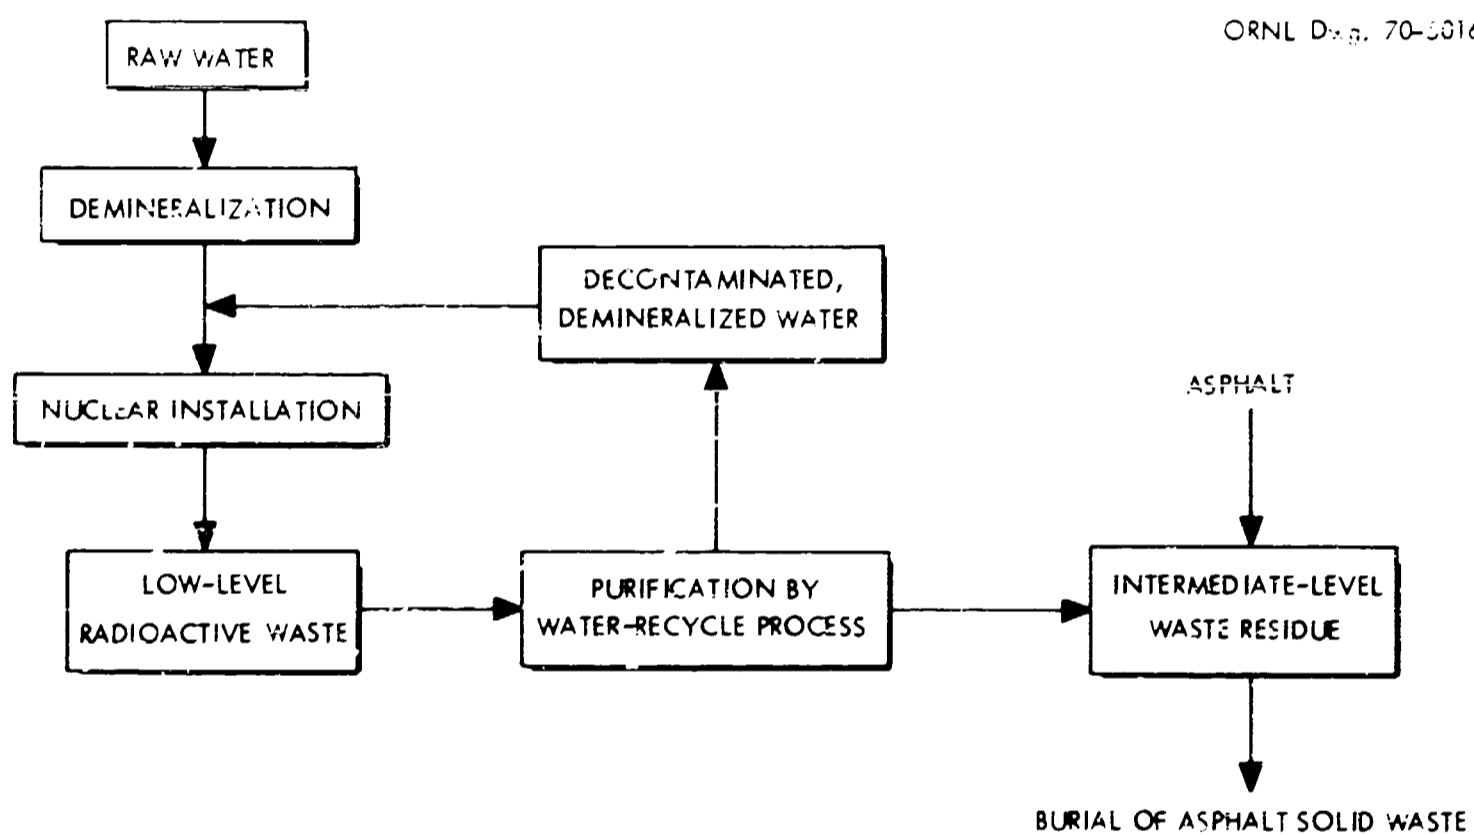 ORNL
RAW WATER
DEMINERALIZATION
DECONTAMINATED,
DEMINERALIZED WATER
NUCLEAR INSTALLATION
ASPHALT
LOW-LEVEL
RADIOACTIVE WASTE
PURIFICATION BY
WATER-RECYCLE PROCESS
INTERMEDIATE-LEVEL
WASTE RESIDUE
BURIAL OF ASPHALT SOLID WASTE